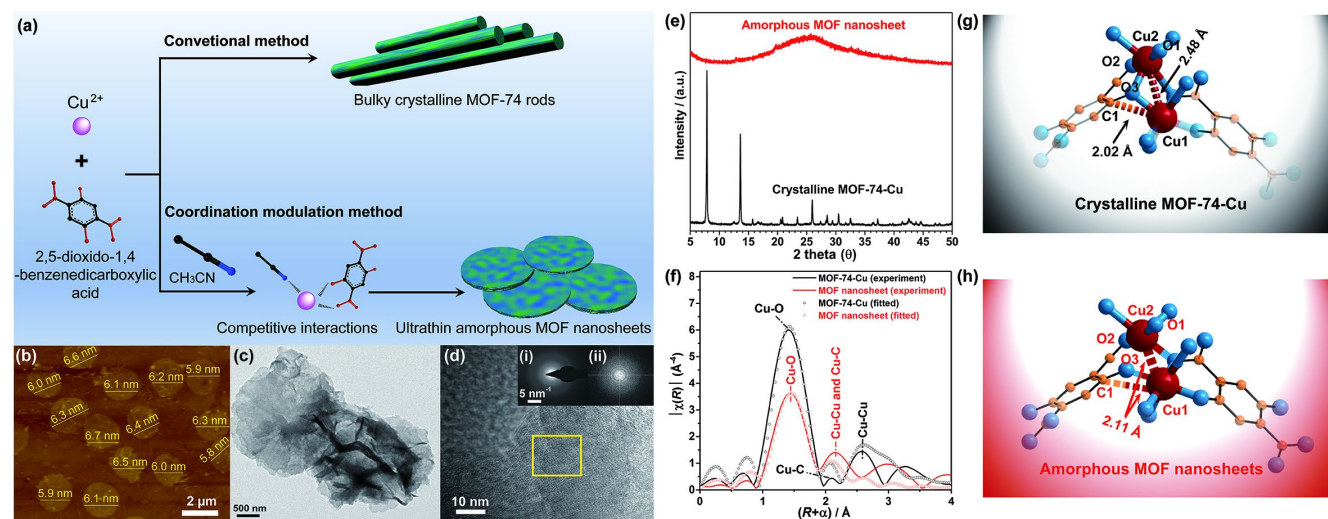 (a)
Convetional method
Bulky crystalline MOF-74 rods
Cu2+
+
2,5-dioxido-1,4
-benzenedicarboxylic
acid
Coordination modulation method
CH3CN
Competitive interactions
Ultrathin amorphous MOF nanosheets
(b)
6.6 nm
6.0 nm
6.1 nm
6.2 nm
5.9 nm
6.3 nm
6.4 nm
6.3 nm
6.7 nm
5.8 nm
6.5 nm
6.0 nm
5.9 nm
6.1 nm
2 μm
(c)
500 nm
(d)
(i)
(ii)
5 nm-1
10 nm
(e)
Amorphous MOF nanosheet
Intensity / (a.u.)
Crystalline MOF-74-Cu
5 10 15 20 25 30 35 40 45 50
2 theta (θ)
(f)
MOF-74-Cu (experiment)
MOF nanosheet (experiment)
MOF-74-Cu (fitted)
MOF nanosheet (fitted)
Cu-O
Cu-O
Cu-Cu and Cu-C
Cu-Cu
Cu-C
|χ(R)| (Å-4)
8
6
5
4
3
2
1
0
0 1 2 3 4
(R+α) / Å
(g)
Cu2
O1
O2
2.48 Å
O3
C1
Cu1
2.02 Å
Crystalline MOF-74-Cu
(h)
Cu2
O1
O2
O3
C1
Cu1
2.11 Å
Amorphous MOF nanosheets